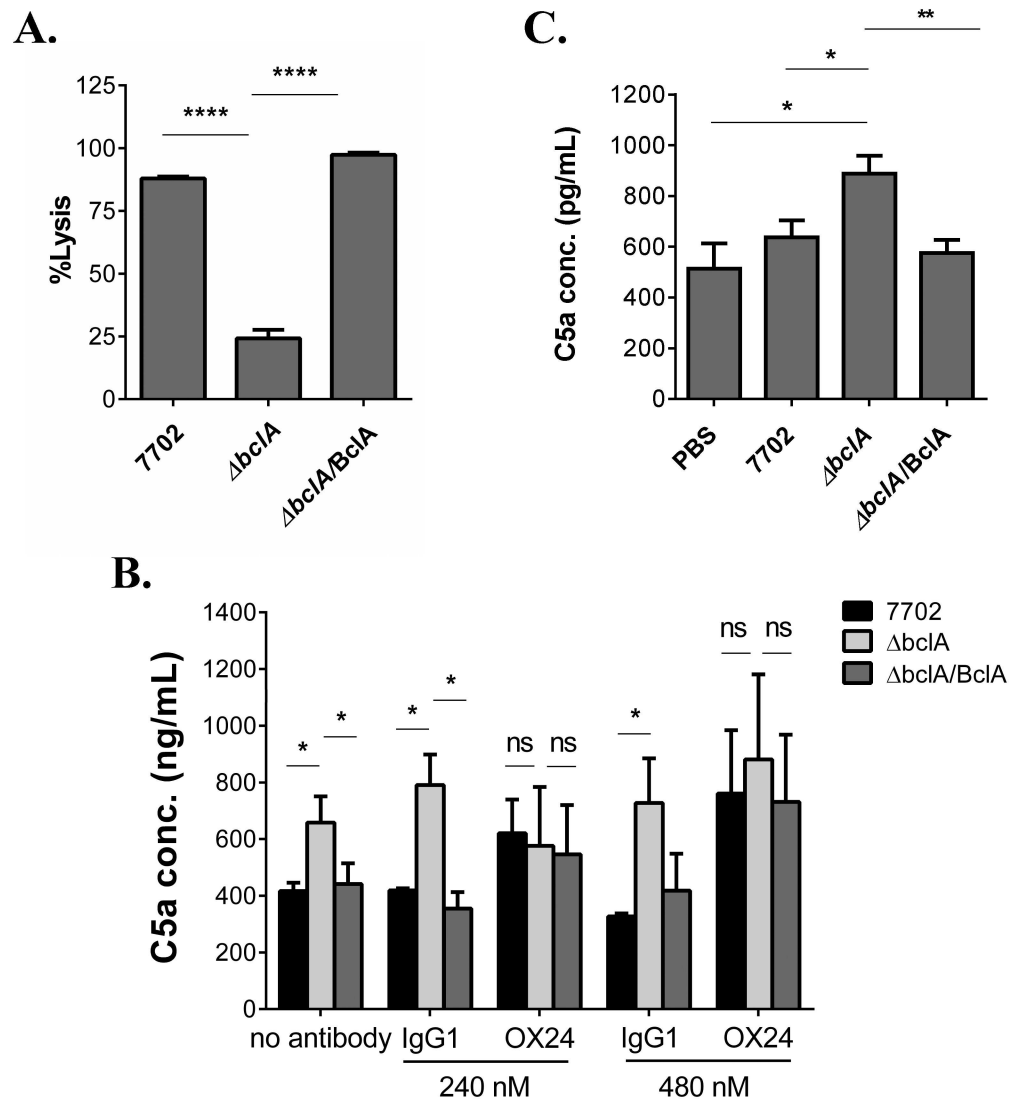 A.
****
****
125
100
75
50
25
0
%Lysis
7702
ΔbclA
ΔbclA/BclA
C.
**
*
*
1200
1000
800
600
400
200
0
C5a conc. (pg/mL)
PBS
7702
ΔbclA
ΔbclA/BclA
B.
1400
1200
1000
800
600
400
200
0
C5a conc. (ng/mL)
* * * * ns ns * ns ns
no antibody IgG1 OX24 IgG1 OX24
240 nM 480 nM
7702
ΔbclA
ΔbclA/BclA